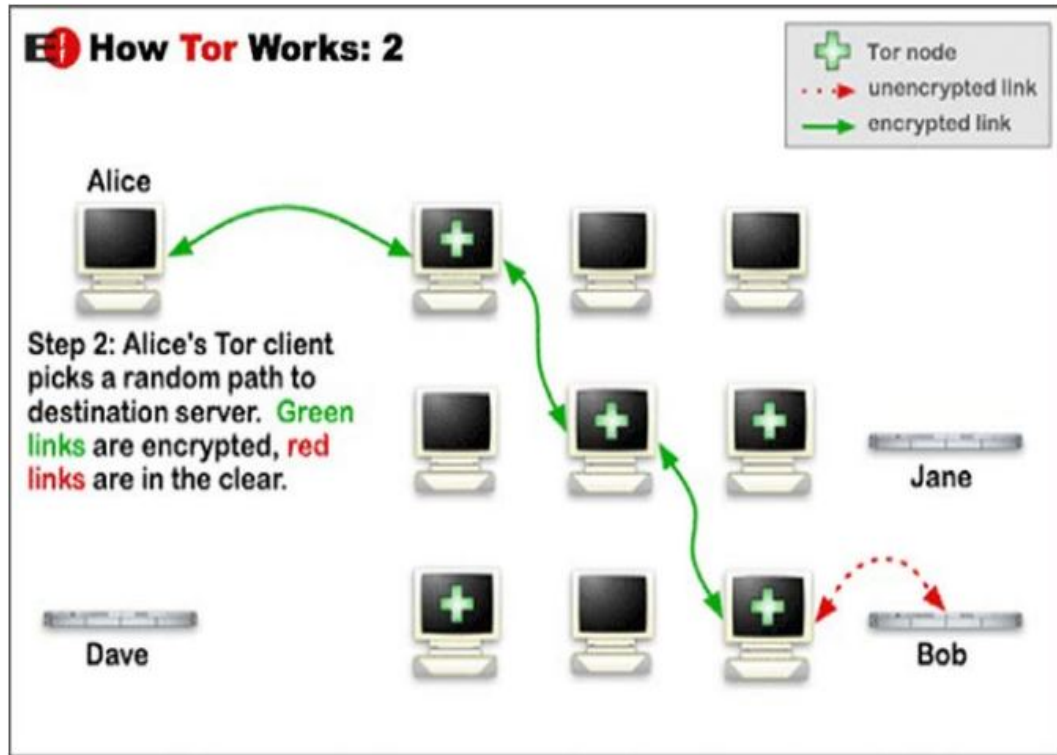 EFF How Tor Works: 2
Tor node
unencrypted link
encrypted link
Alice
Step 2: Alice's Tor client
picks a random path to
destination server. Green
links are encrypted, red
links are in the clear.
Jane
Dave
Bob